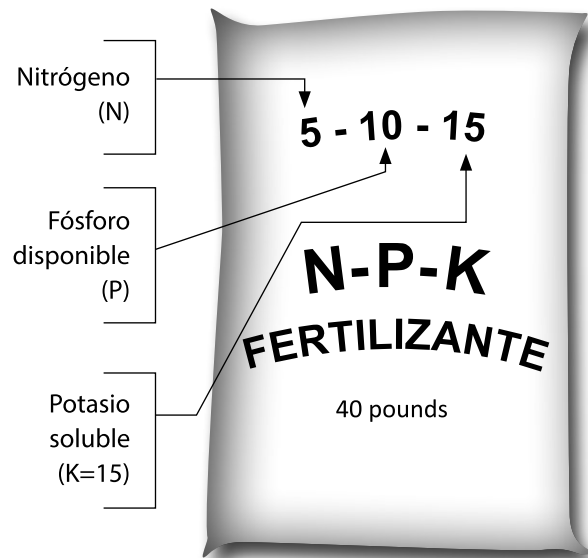 Nitrógeno
(N)
Fósforo
disponible
(P)
Potasio
soluble
(K=15)
5 - 10 - 15
N-P-K
FERTILIZANTE
40 pounds